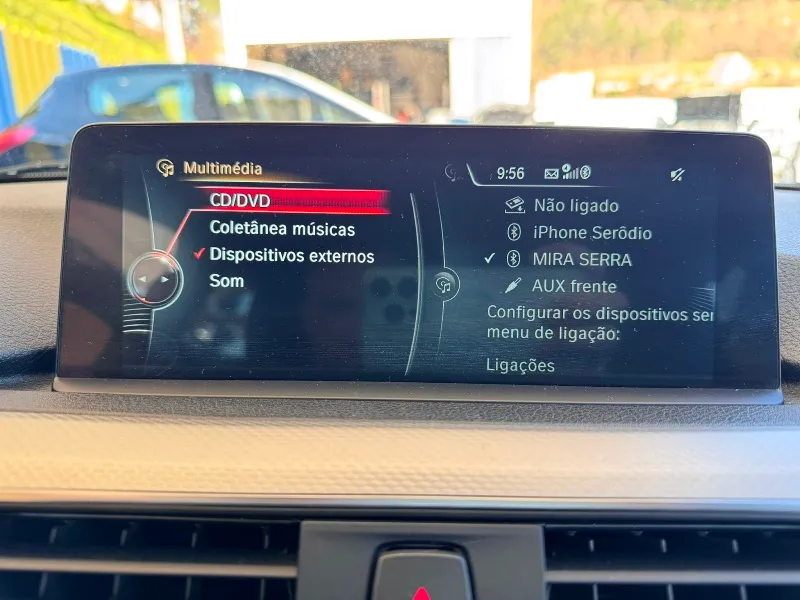 Multimédia
CD/DVD
Coletânea músicas
Dispositivos externos
Som
9:56
Não ligado
iPhone Serôdio
MIRA SERRA
AUX frente
Configurar os dispositivos ser
menu de ligação:
Ligações